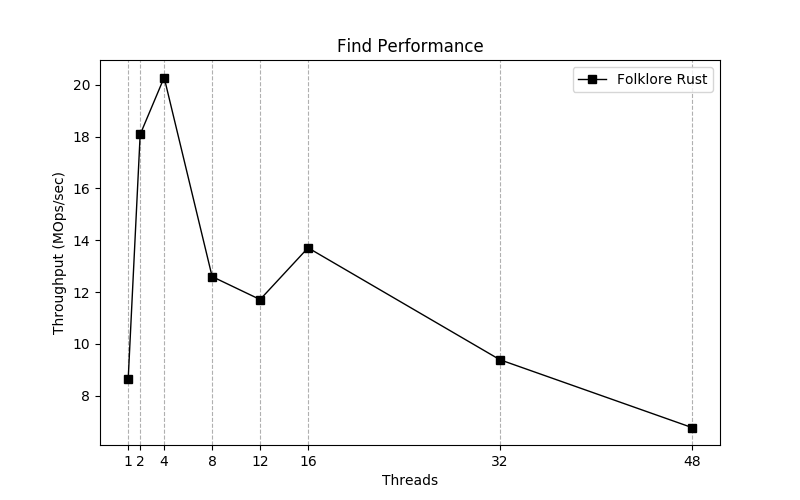 Find Performance
Folklore Rust
Throughput (MOps/sec)
20
18
16
14
12
10
8
1 2 4 8 12 16 32 48
Threads